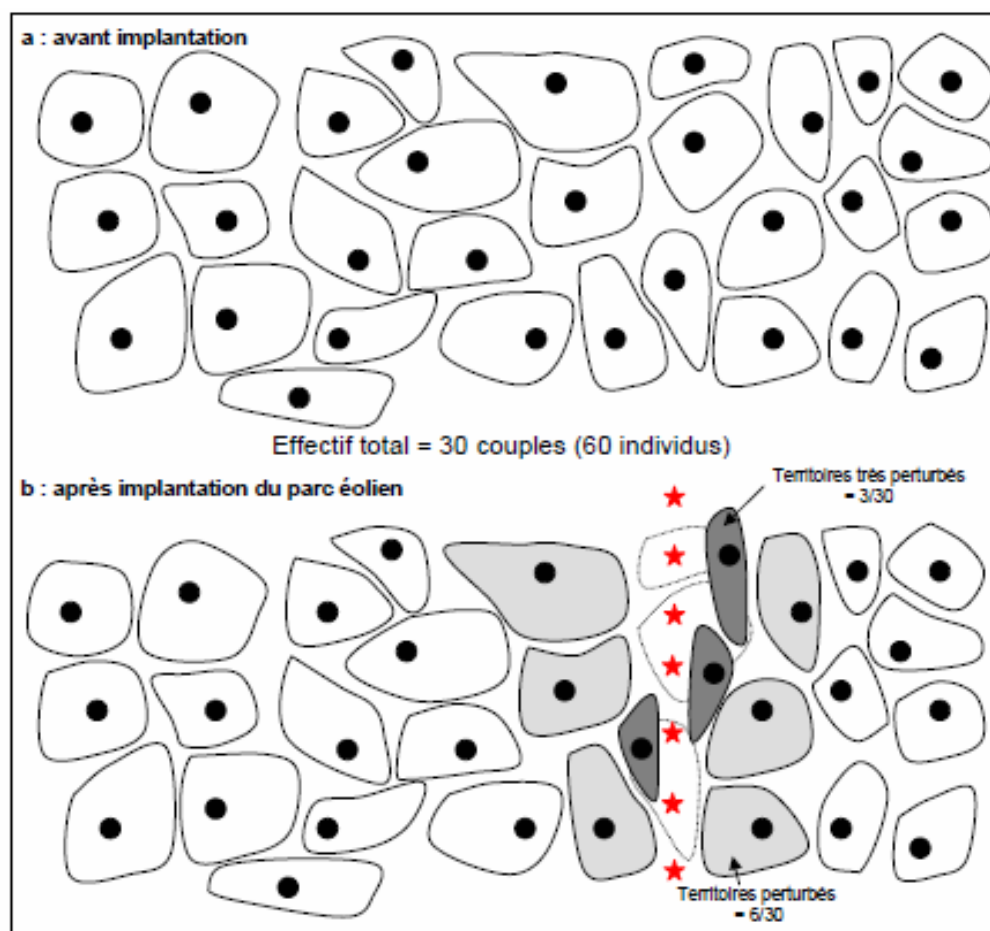 a : avant implantation
Effectif total = 30 couples (60 individus)
b : après implantation du parc éolien
Territoires très perturbés
= 3/30
Territoires perturbés
= 6/30